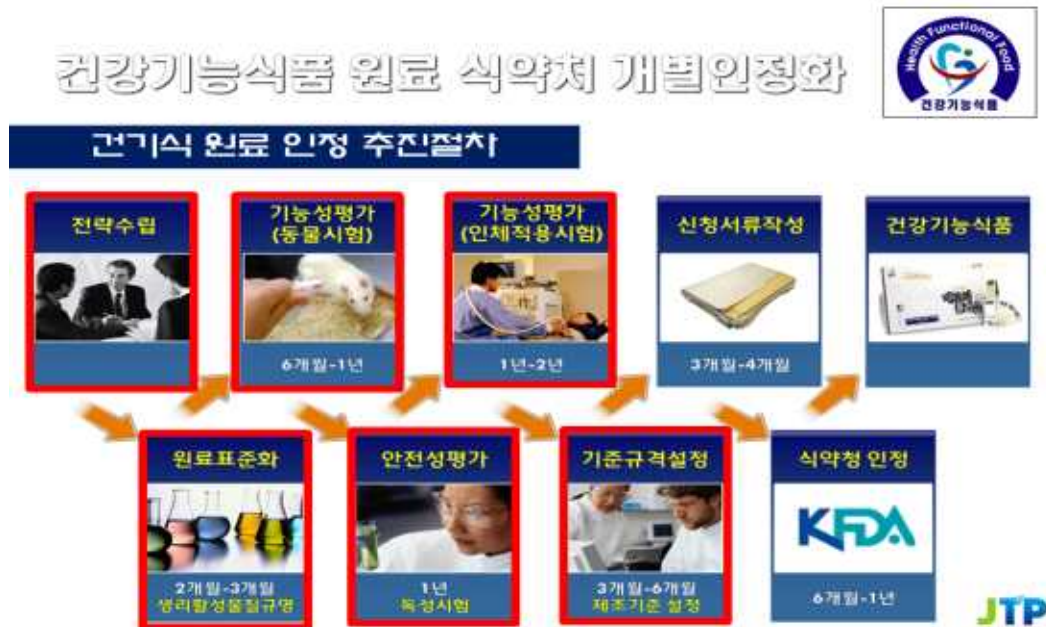 건강기능식품 원료 식약처 개별인정화
Health Functional Food
건강기능식품
건기식 원료 인정 추진절차
전략수립
기능성평가
(동물시험)
6개월-1년
기능성평가
(인체적용시험)
1년-2년
신청서류작성
3개월-4개월
건강기능식품
원료표준화
2개월-3개월
생리활성물질규명
안전성평가
1년
독성시험
기준규격설정
3개월-6개월
제조기준 설정
식약청 인정
KFDA
6개월-1년
JTP